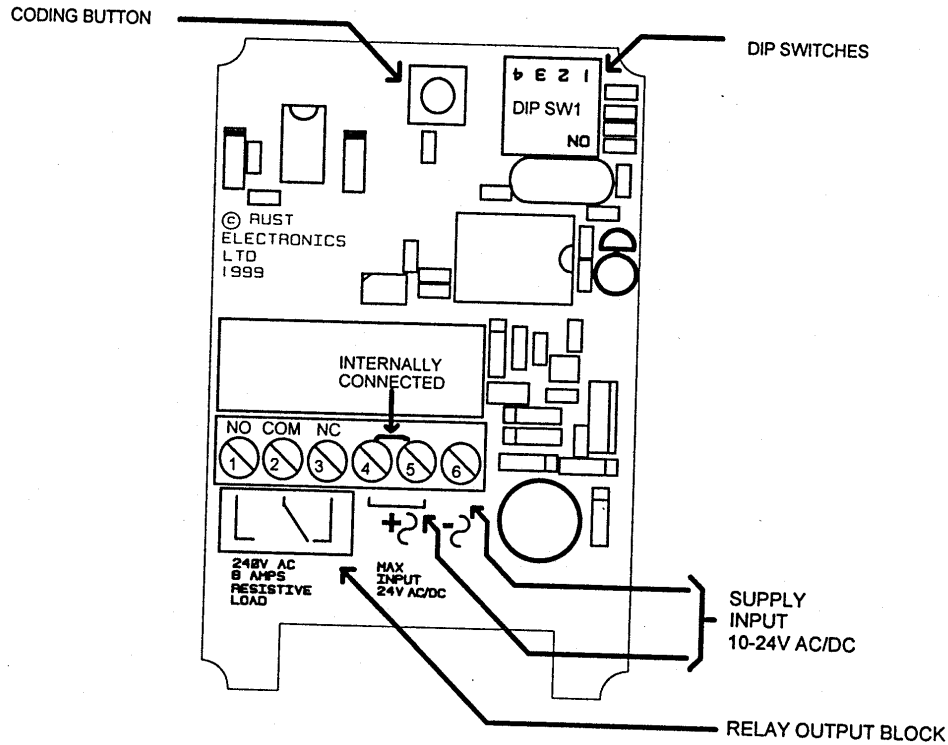 CODING BUTTON
DIP SWITCHES
1 2 3 4
DIP SW1
ON
© RUST
ELECTRONICS
LTD
1999
INTERNALLY
CONNECTED
NO COM NC
1 2 3 4 5 6
+ -
240V AC
8 AMPS
RESISTIVE
LOAD
MAX
INPUT
24V AC/DC
SUPPLY
INPUT
10-24V AC/DC
RELAY OUTPUT BLOCK